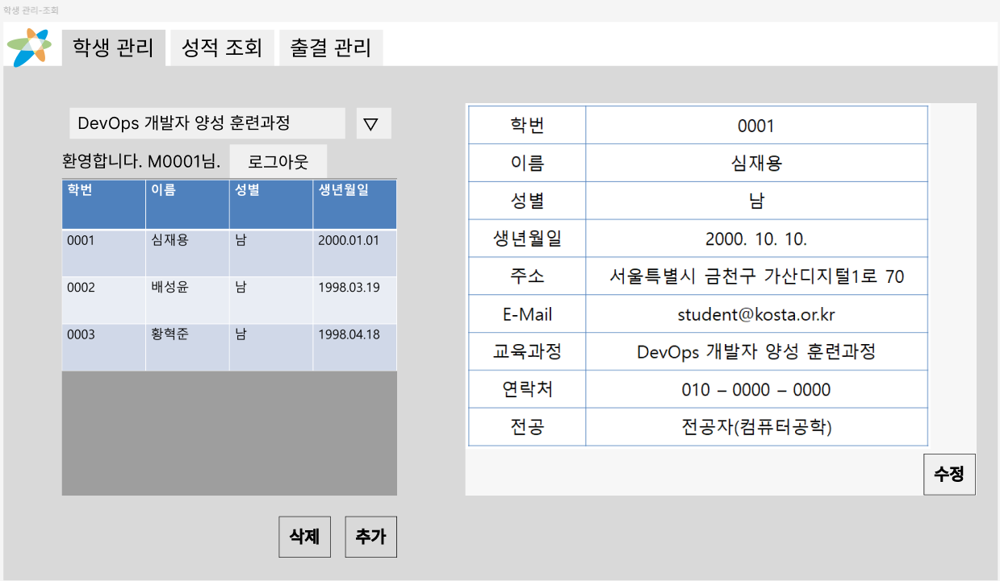 학생 관리-조회
학생 관리 성적 조회 출결 관리
DevOps 개발자 양성 훈련과정 ▽
환영합니다. M0001님. 로그아웃
학번 이름 성별 생년월일
0001 심재용 남 2000.01.01
0002 배성윤 남 1998.03.19
0003 황혁준 남 1998.04.18
삭제 추가
학번 0001
이름 심재용
성별 남
생년월일 2000. 10. 10.
주소 서울특별시 금천구 가산디지털1로 70
E-Mail student@kosta.or.kr
교육과정 DevOps 개발자 양성 훈련과정
연락처 010 – 0000 – 0000
전공 전공자(컴퓨터공학)
수정